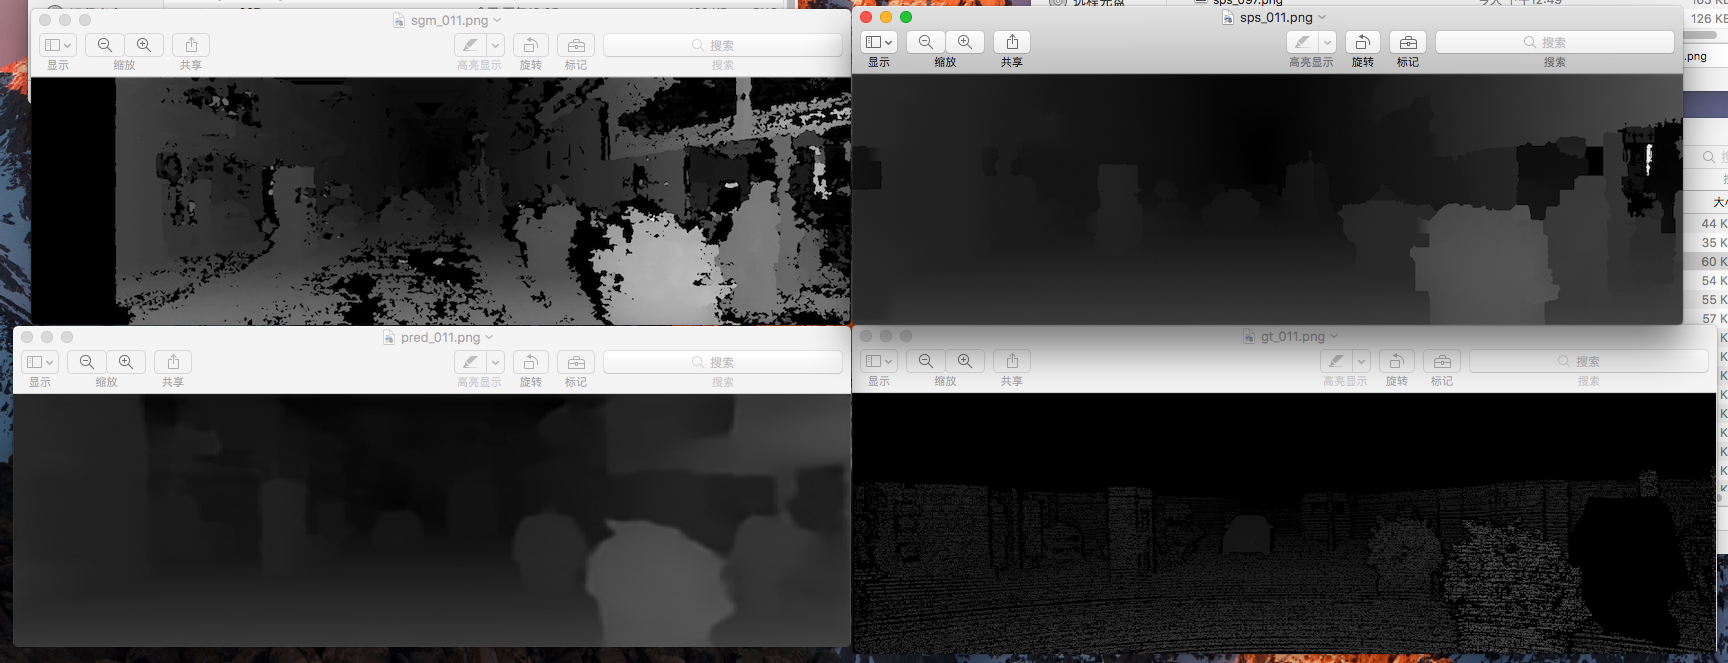 sps_097.png
163 KB
126 KB
.png
sgm_011.png
显示
缩放
共享
高亮显示
旋转
标记
搜索
搜索
sps_011.png
显示
缩放
共享
高亮显示
旋转
标记
搜索
搜索
44 K
35 K
60 K
54 K
55 K
57 K
pred_011.png
显示
缩放
共享
高亮显示
旋转
标记
搜索
搜索
gt_011.png
显示
缩放
共享
高亮显示
旋转
标记
搜索
搜索